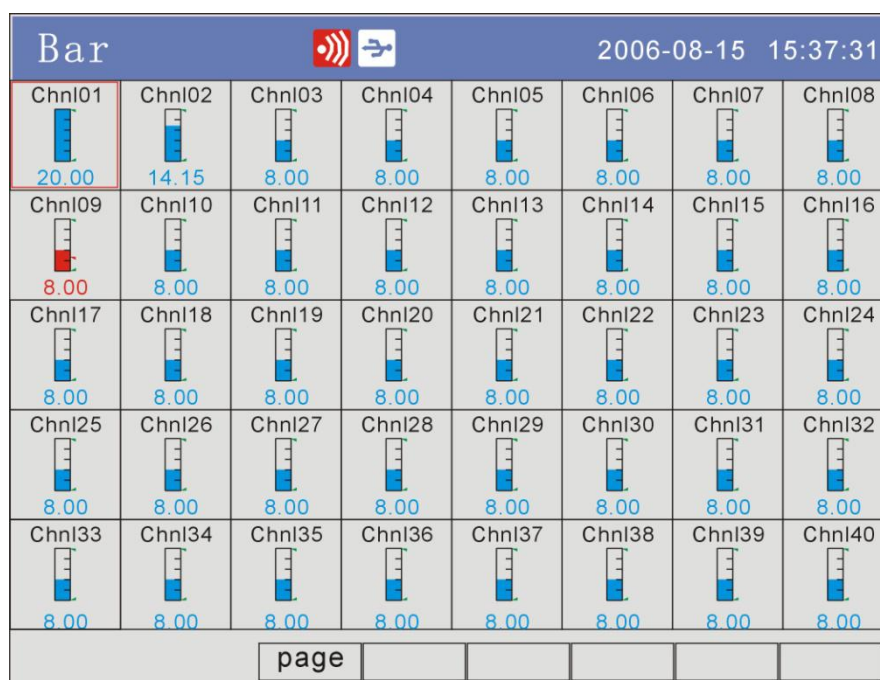 Bar 2006-08-15 15:37:31
Chnl01 Chnl02 Chnl03 Chnl04 Chnl05 Chnl06 Chnl07 Chnl08
20.00 14.15 8.00 8.00 8.00 8.00 8.00 8.00
Chnl09 Chnl10 Chnl11 Chnl12 Chnl13 Chnl14 Chnl15 Chnl16
8.00 8.00 8.00 8.00 8.00 8.00 8.00 8.00
Chnl17 Chnl18 Chnl19 Chnl20 Chnl21 Chnl22 Chnl23 Chnl24
8.00 8.00 8.00 8.00 8.00 8.00 8.00 8.00
Chnl25 Chnl26 Chnl27 Chnl28 Chnl29 Chnl30 Chnl31 Chnl32
8.00 8.00 8.00 8.00 8.00 8.00 8.00 8.00
Chnl33 Chnl34 Chnl35 Chnl36 Chnl37 Chnl38 Chnl39 Chnl40
8.00 8.00 8.00 8.00 8.00 8.00 8.00 8.00
page